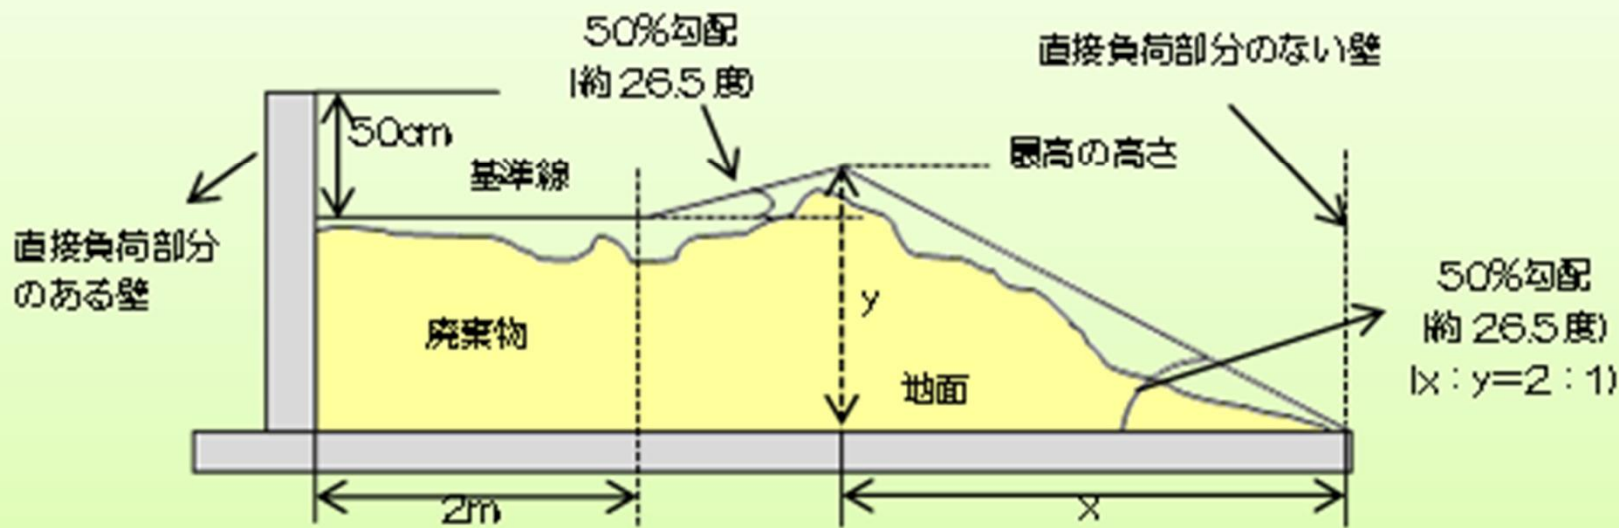 50%勾配
(約26.5度)
直接負荷部分のない壁
50cm
基準線
最高の高さ
直接負荷部分
のある壁
50%勾配
(約26.5度)
(x:y=2:1)
y
廃棄物
地面
2m
x